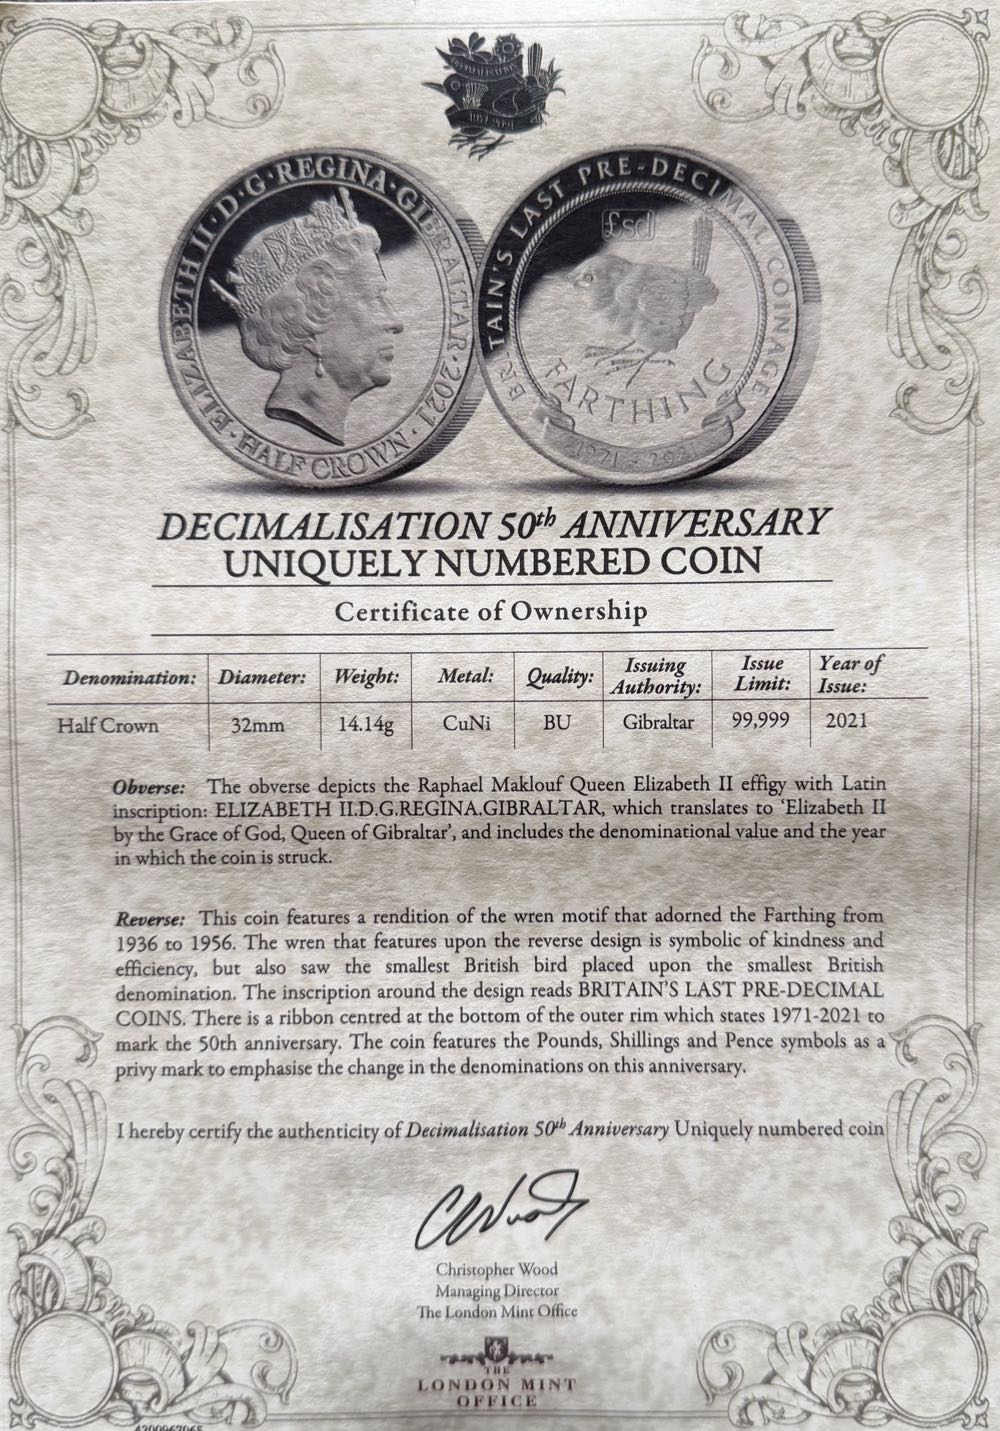 DECIMALISATION
1971-2021
ELIZABETH II · D · G · REGINA · GIBRALTAR · 2021
· HALF CROWN ·
BRITAIN'S LAST PRE-DECIMAL COINAGE
£sd
FARTHING
1971 - 2021
DECIMALISATION 50th ANNIVERSARY
UNIQUELY NUMBERED COIN
Certificate of Ownership
Denomination: Diameter: Weight: Metal: Quality: Issuing Authority: Issue Limit: Year of Issue:
Half Crown 32mm 14.14g CuNi BU Gibraltar 99,999 2021
Obverse: The obverse depicts the Raphael Maklouf Queen Elizabeth II effigy with Latin
inscription: ELIZABETH II.D.G.REGINA.GIBRALTAR, which translates to ‘Elizabeth II
by the Grace of God, Queen of Gibraltar’, and includes the denominational value and the year
in which the coin is struck.
Reverse: This coin features a rendition of the wren motif that adorned the Farthing from
1936 to 1956. The wren that features upon the reverse design is symbolic of kindness and
efficiency, but also saw the smallest British bird placed upon the smallest British
denomination. The inscription around the design reads BRITAIN’S LAST PRE-DECIMAL
COINS. There is a ribbon centred at the bottom of the outer rim which states 1971-2021 to
mark the 50th anniversary. The coin features the Pounds, Shillings and Pence symbols as a
privy mark to emphasise the change in the denominations on this anniversary.
I hereby certify the authenticity of Decimalisation 50th Anniversary Uniquely numbered coin
Christopher Wood
Managing Director
The London Mint Office
THE
LONDON MINT
OFFICE